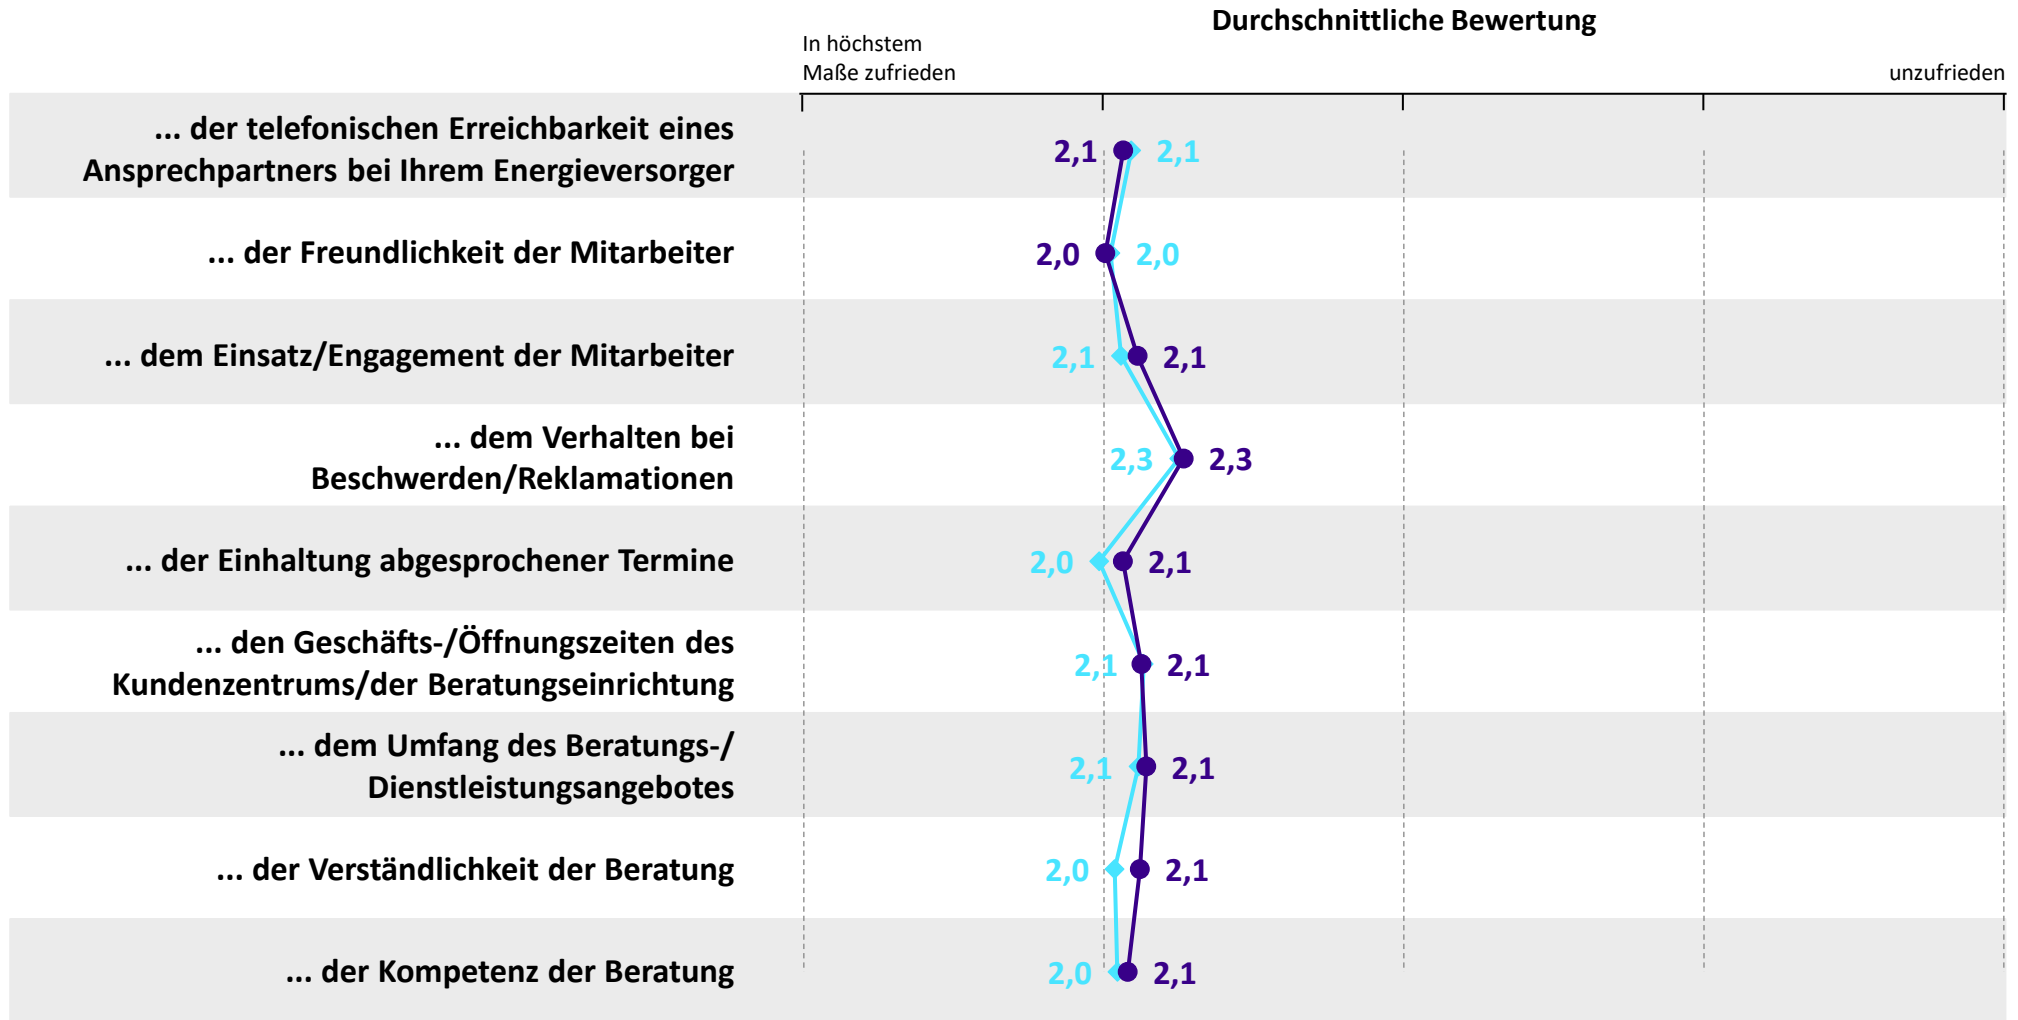 Durchschnittliche Bewertung
In höchstem
Maße zufrieden
unzufrieden
... der telefonischen Erreichbarkeit eines
Ansprechpartners bei Ihrem Energieversorger
2,1
2,1
... der Freundlichkeit der Mitarbeiter
2,0
2,0
... dem Einsatz/Engagement der Mitarbeiter
2,1
2,1
... dem Verhalten bei
Beschwerden/Reklamationen
2,3
2,3
... der Einhaltung abgesprochener Termine
2,0
2,1
... den Geschäfts-/Öffnungszeiten des
Kundenzentrums/der Beratungseinrichtung
2,1
2,1
... dem Umfang des Beratungs-/
Dienstleistungsangebotes
2,1
2,1
... der Verständlichkeit der Beratung
2,0
2,1
... der Kompetenz der Beratung
2,0
2,1